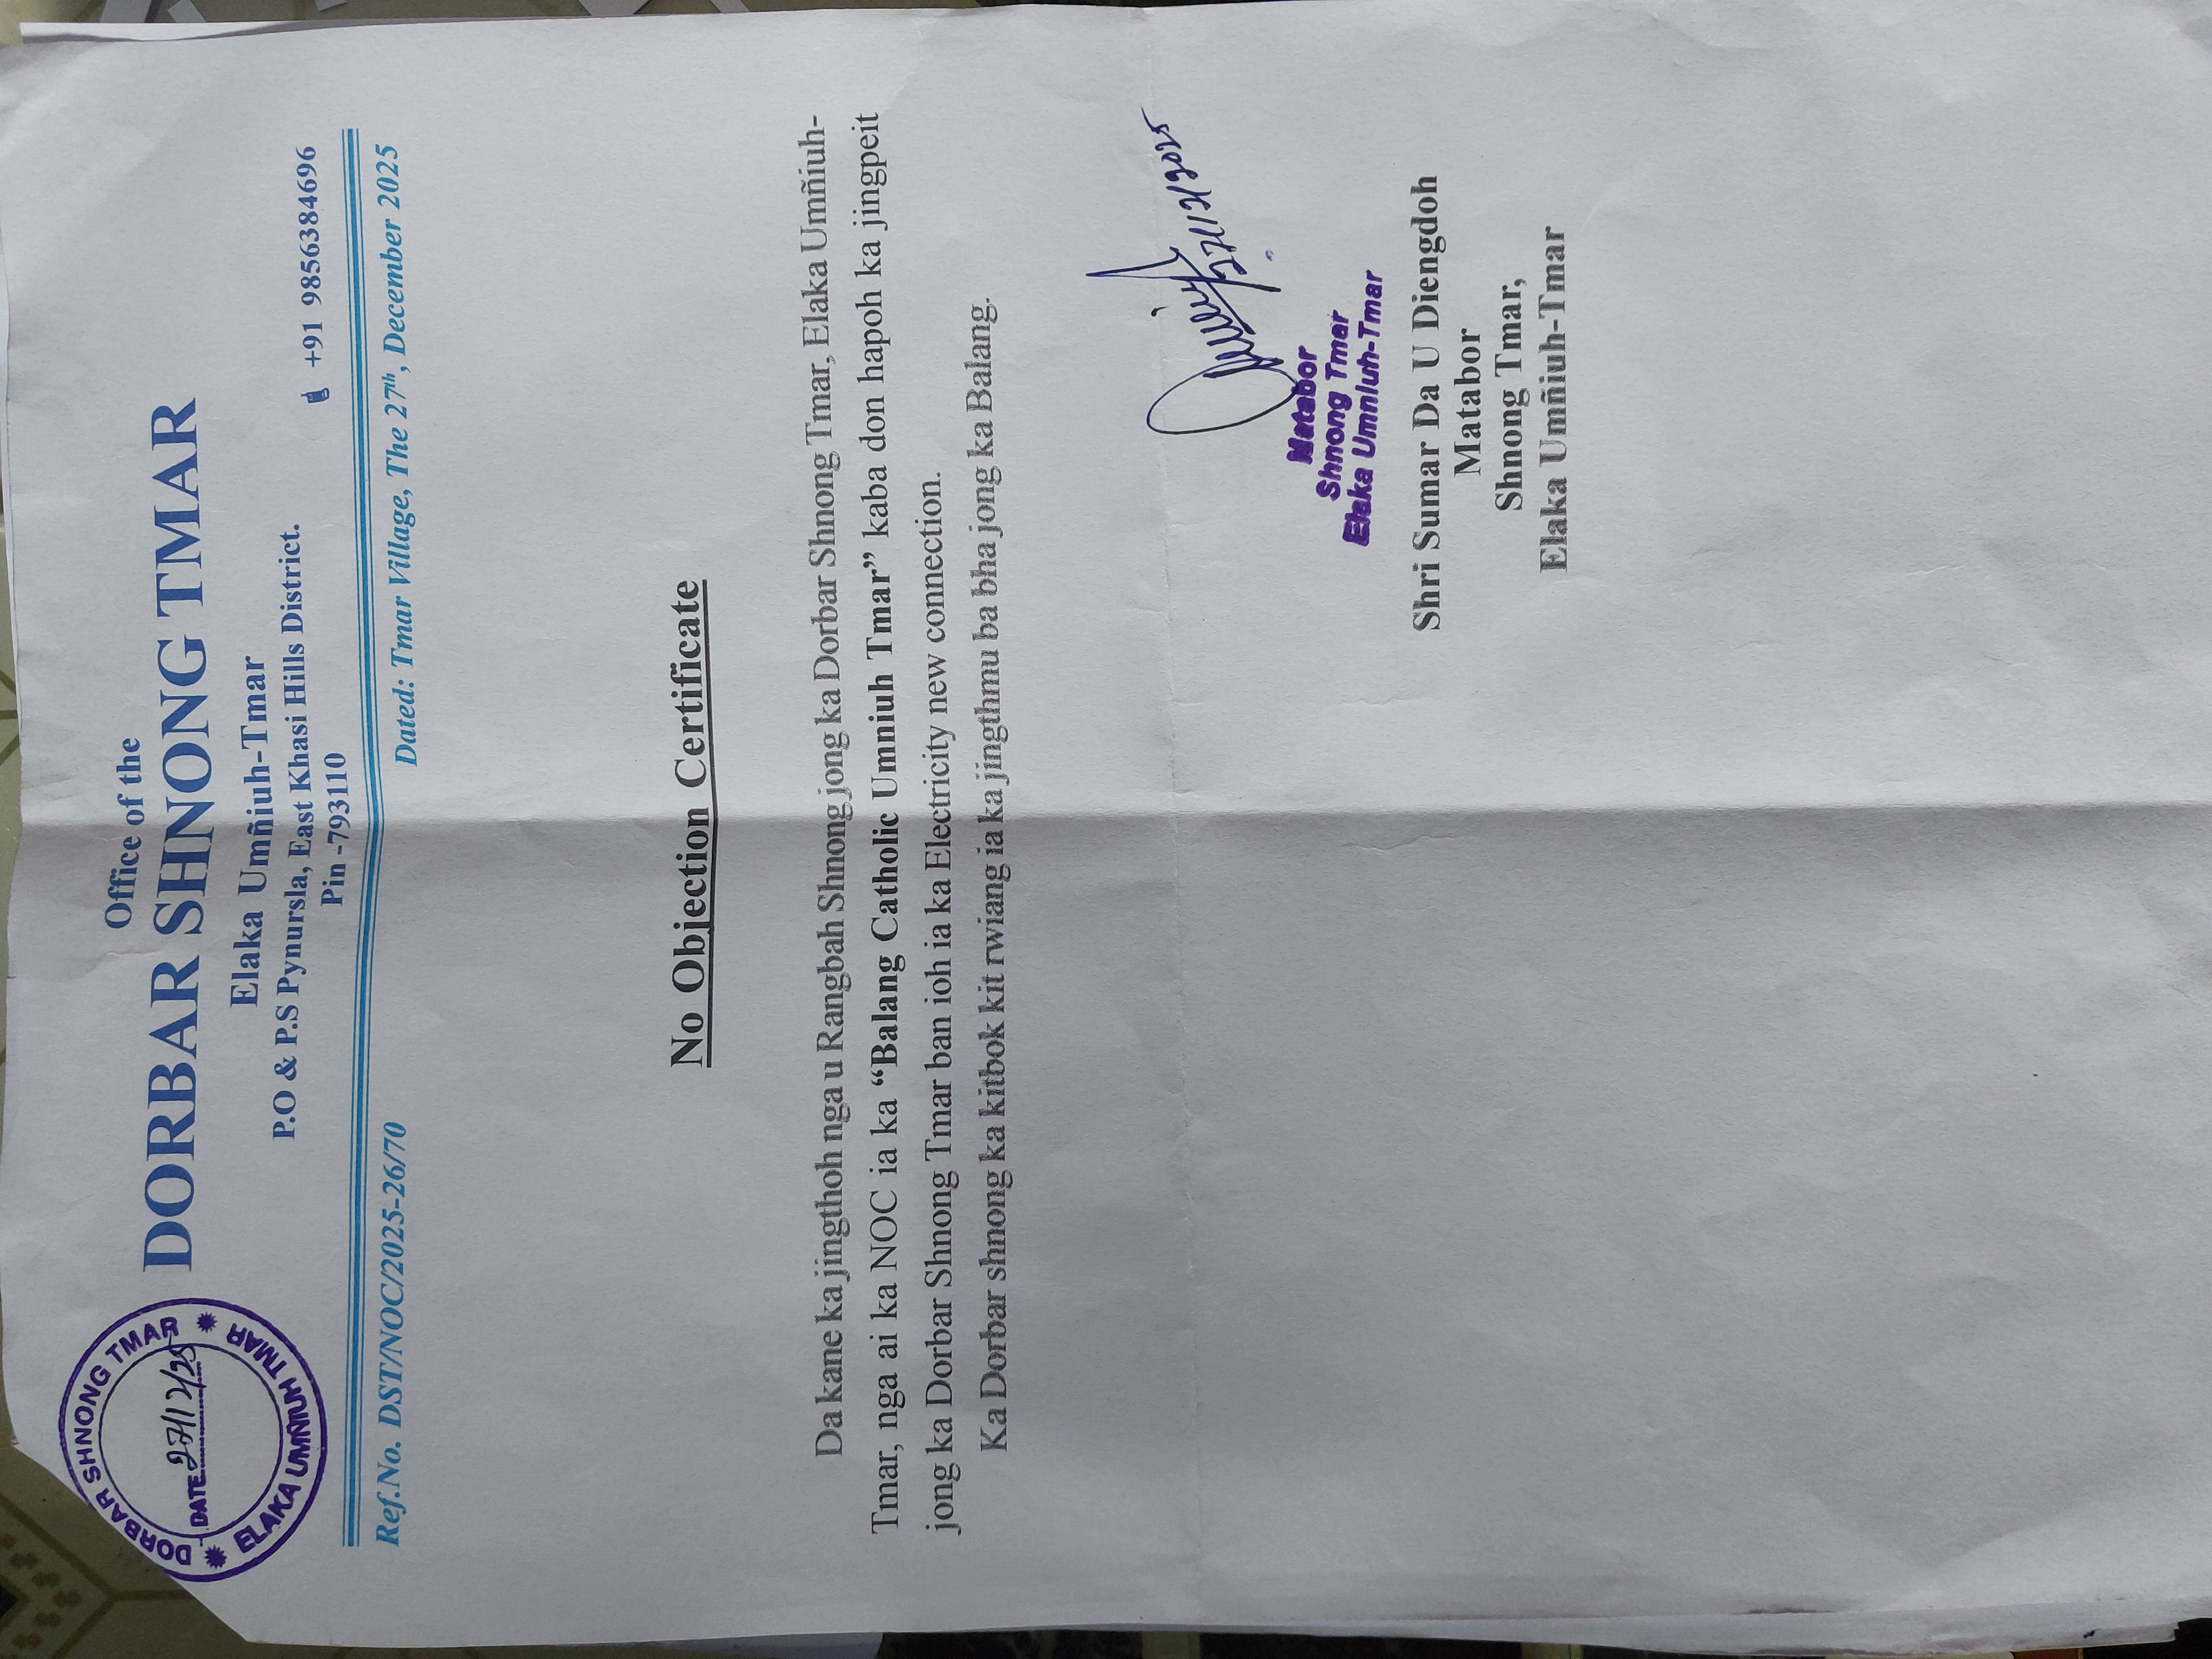 DORBAR SHNONG TMAR
DATE 27/12/25
ELAKA UMÑIUH TMAR
Office of the
DORBAR SHNONG TMAR
Elaka Umñiuh-Tmar
P.O & P.S Pynursla, East Khasi Hills District.
Pin -793110
+91 9856384696
Ref.No. DST/NOC/2025-26/70
Dated: Tmar Village, The 27th, December 2025
No Objection Certificate
Da kane ka jingthoh nga u Rangbah Shnong jong ka Dorbar Shnong Tmar, Elaka Umñiuh-
Tmar, nga ai ka NOC ia ka “Balang Catholic Umniuh Tmar” kaba don hapoh ka jingpeit
jong ka Dorbar Shnong Tmar ban ioh ia ka Electricity new connection.
Ka Dorbar shnong ka kitbok kit rwiang ia ka jingthmu ba bha jong ka Balang.
27/12/2025
Matabor
Shnong Tmar
Elaka Umniuh-Tmar
Shri Sumar Da U Diengdoh
Matabor
Shnong Tmar,
Elaka Umñiuh-Tmar